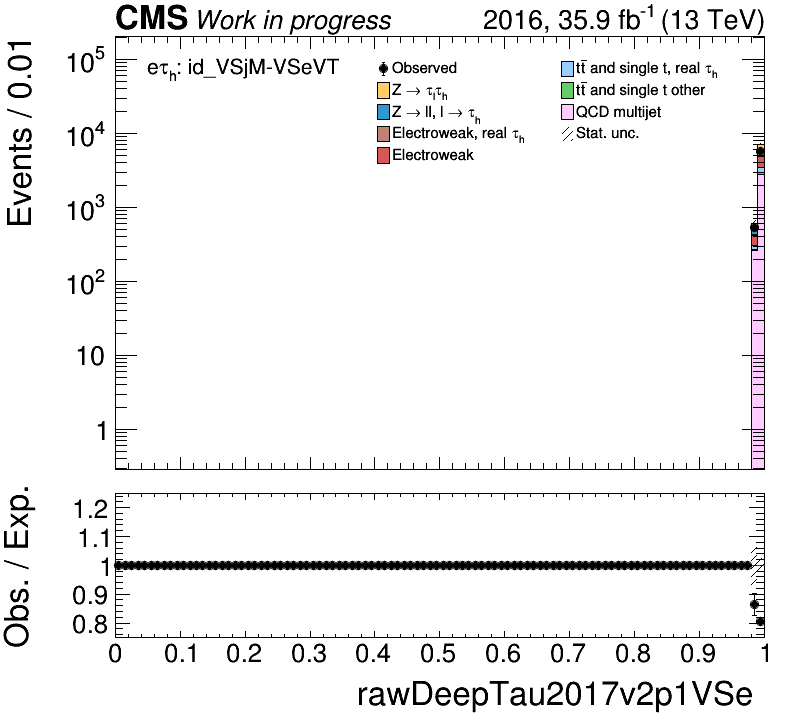 CMS Work in progress 2016, 35.9 fb⁻¹ (13 TeV)
eτₕ: id_VSjM-VSeVT
Observed
Z → τₗτₕ
Z → ll, l → τₕ
Electroweak, real τₕ
Electroweak
tt̄ and single t, real τₕ
tt̄ and single t other
QCD multijet
Stat. unc.
Events / 0.01
10⁵
10⁴
10³
10²
10
1
Obs. / Exp.
1.2
1.1
1
0.9
0.8
0 0.1 0.2 0.3 0.4 0.5 0.6 0.7 0.8 0.9 1
rawDeepTau2017v2p1VSe